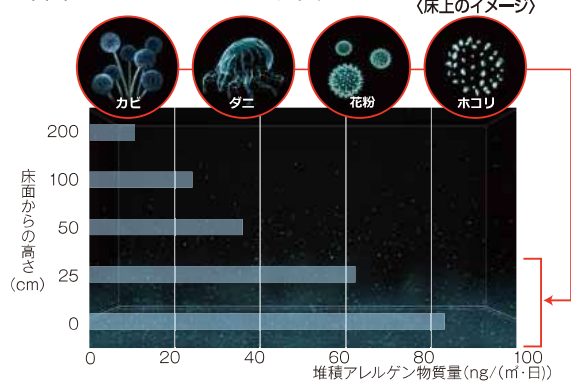 〈床上のイメージ〉
カビ
ダニ
花粉
ホコリ
床面からの高さ
(cm)
200
100
50
25
0
0 20 40 60 80 100
堆積アレルゲン物質量(ng/(㎡·日))